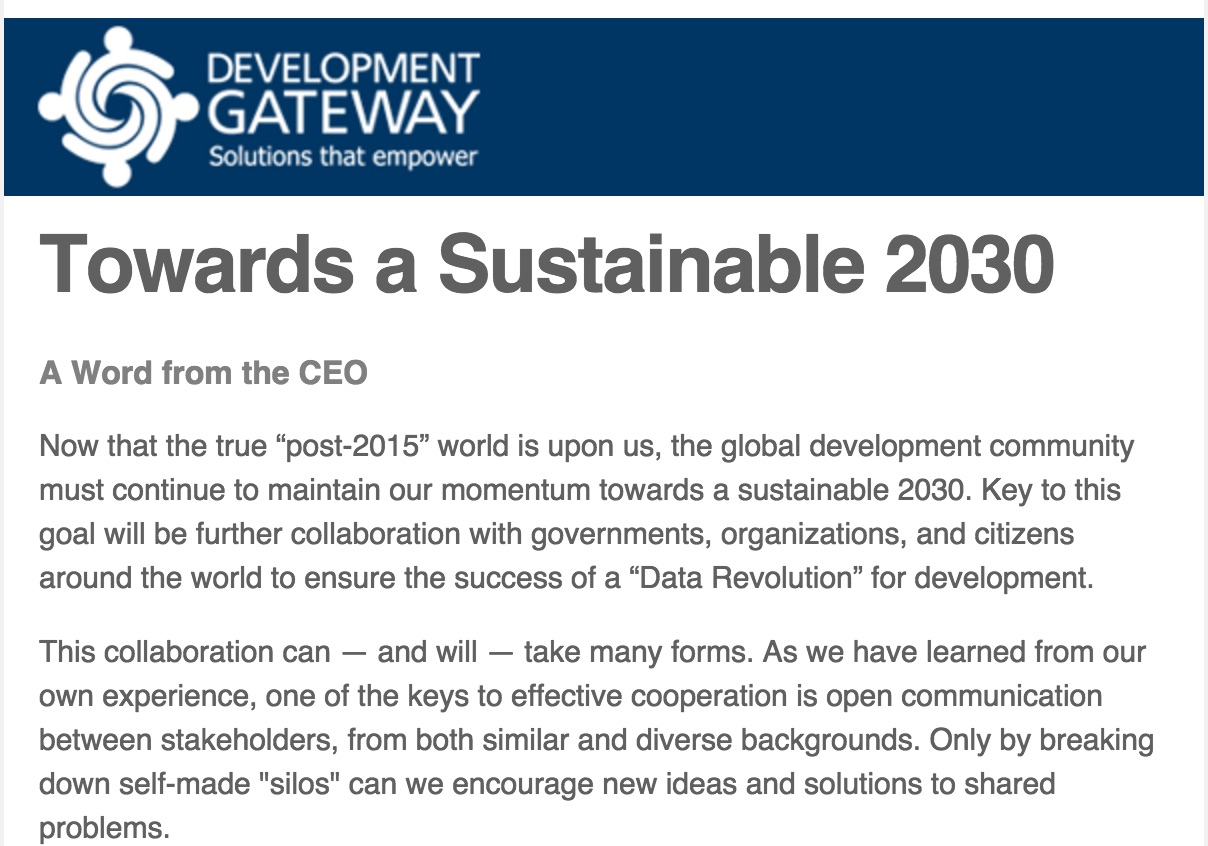 DEVELOPMENT
GATEWAY
Solutions that empower
Towards a Sustainable 2030
A Word from the CEO
Now that the true “post-2015” world is upon us, the global development community
must continue to maintain our momentum towards a sustainable 2030. Key to this
goal will be further collaboration with governments, organizations, and citizens
around the world to ensure the success of a “Data Revolution” for development.
This collaboration can — and will — take many forms. As we have learned from our
own experience, one of the keys to effective cooperation is open communication
between stakeholders, from both similar and diverse backgrounds. Only by breaking
down self-made "silos" can we encourage new ideas and solutions to shared
problems.